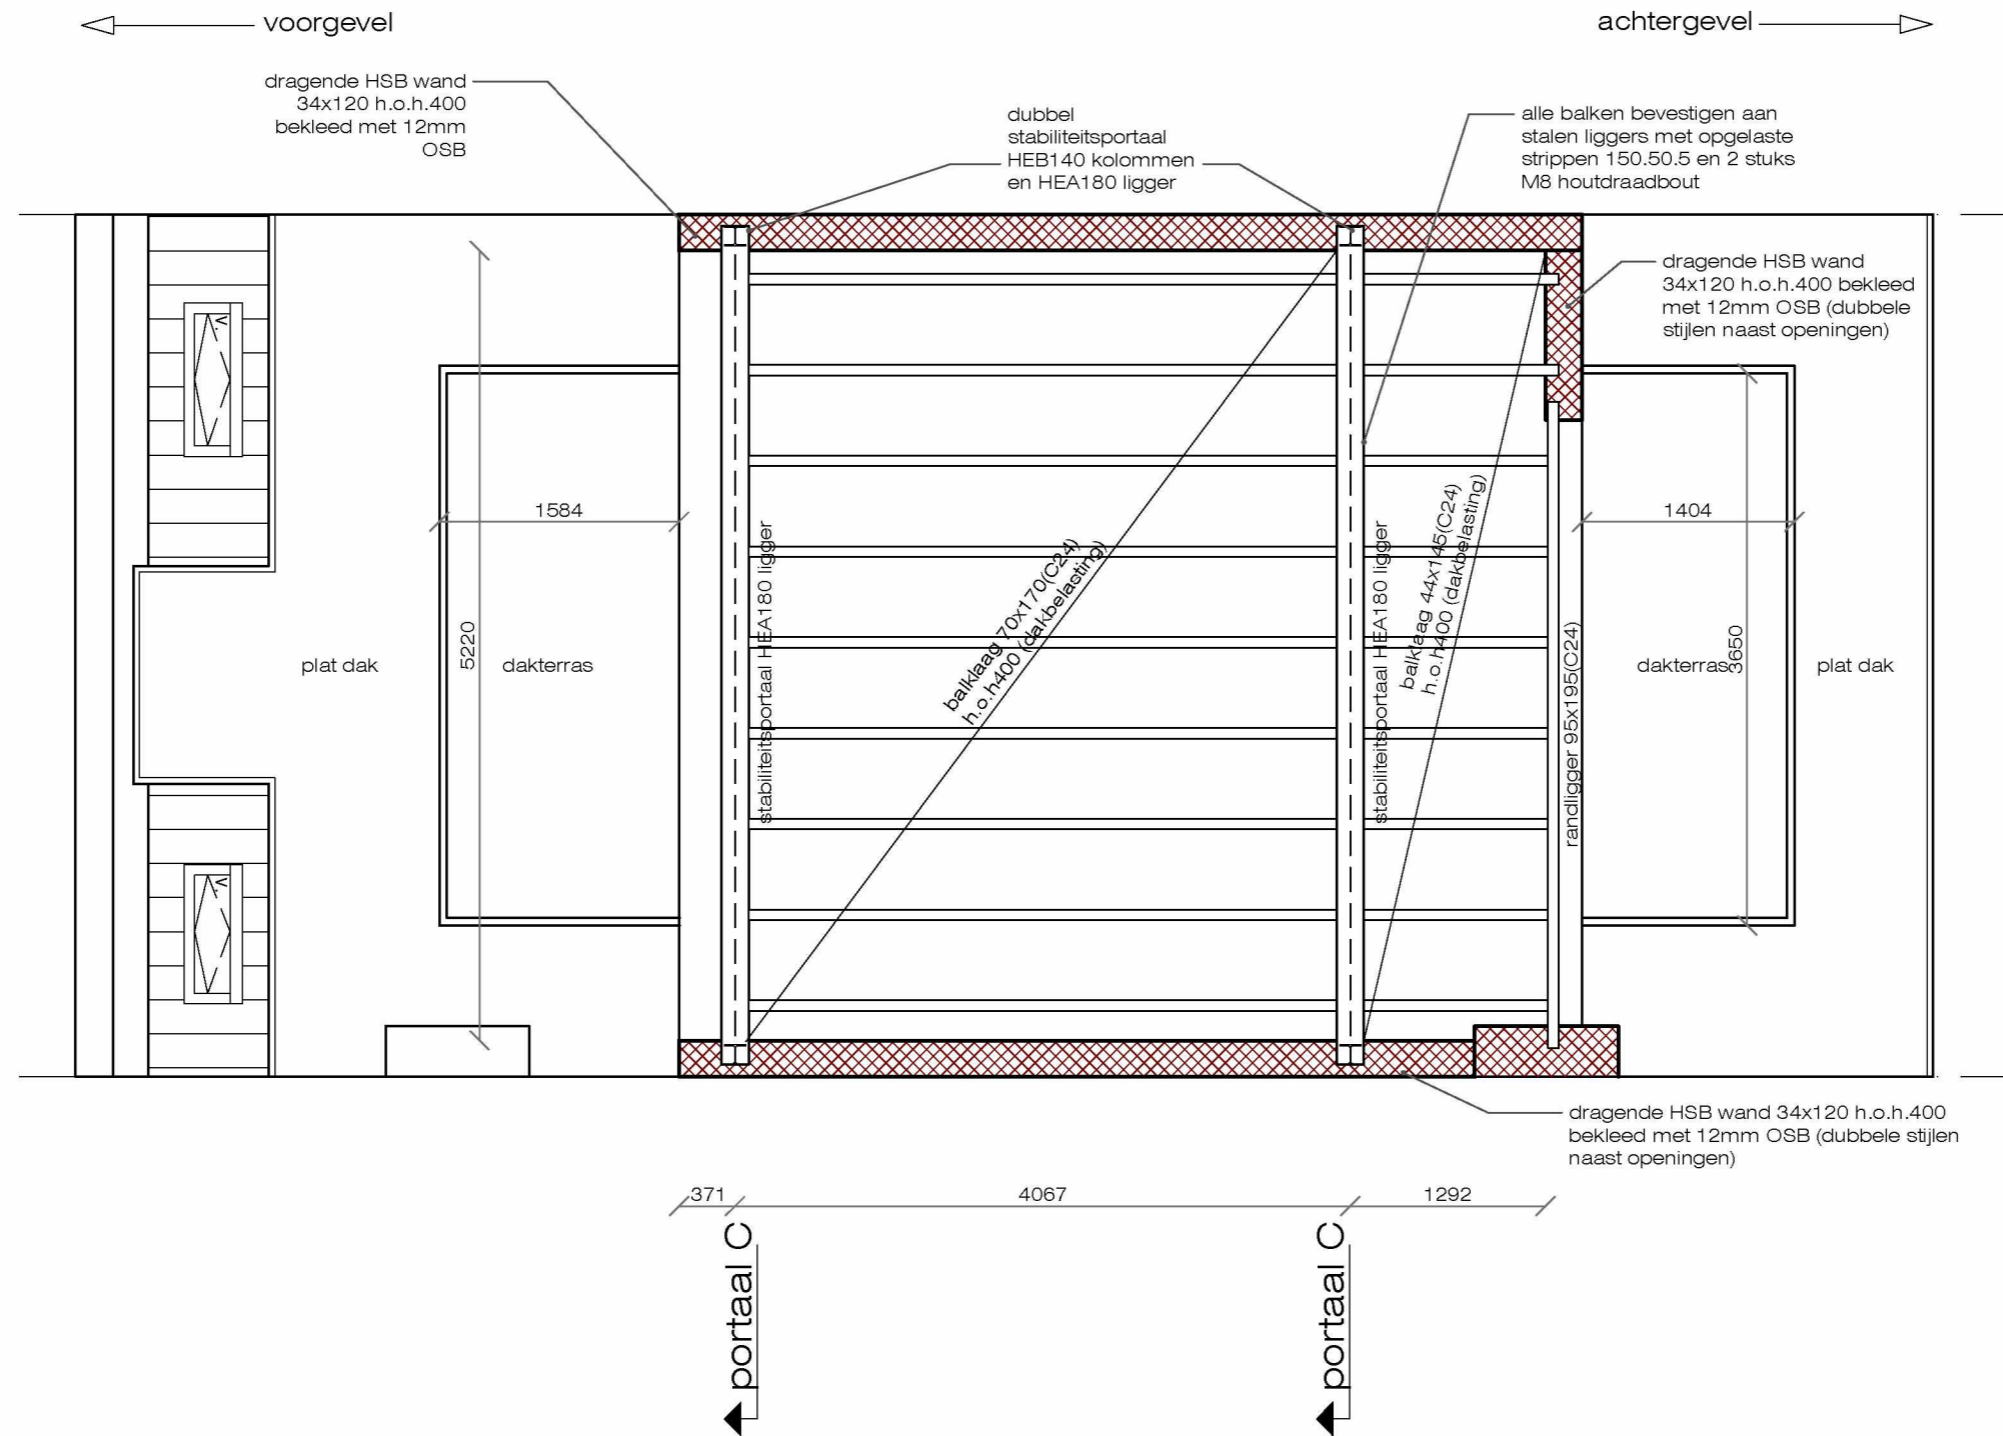 voorgevel
achtergevel
dragende HSB wand
34x120 h.o.h.400
bekleed met 12mm
OSB
dubbel
stabiliteitsportaal
HEB140 kolommen
en HEA180 ligger
alle balken bevestigen aan
stalen liggers met opgelaste
strippen 150.50.5 en 2 stuks
M8 houtdraadbout
dragende HSB wand
34x120 h.o.h.400 bekleed
met 12mm OSB (dubbele
stijlen naast openingen)
V.
V.
1584
5220
plat dak
dakterras
stabiliteitsportaal HEA180 ligger
balklaag 70x170(C24)
h.o.h400 (dakbelasting)
stabiliteitsportaal HEA180 ligger
balklaag 44x145(C24)
h.o.h400 (dakbelasting)
randligger 95x195(C24)
1404
dakterras
3650
plat dak
dragende HSB wand 34x120 h.o.h.400
bekleed met 12mm OSB (dubbele stijlen
naast openingen)
371
4067
1292
portaal C
portaal C